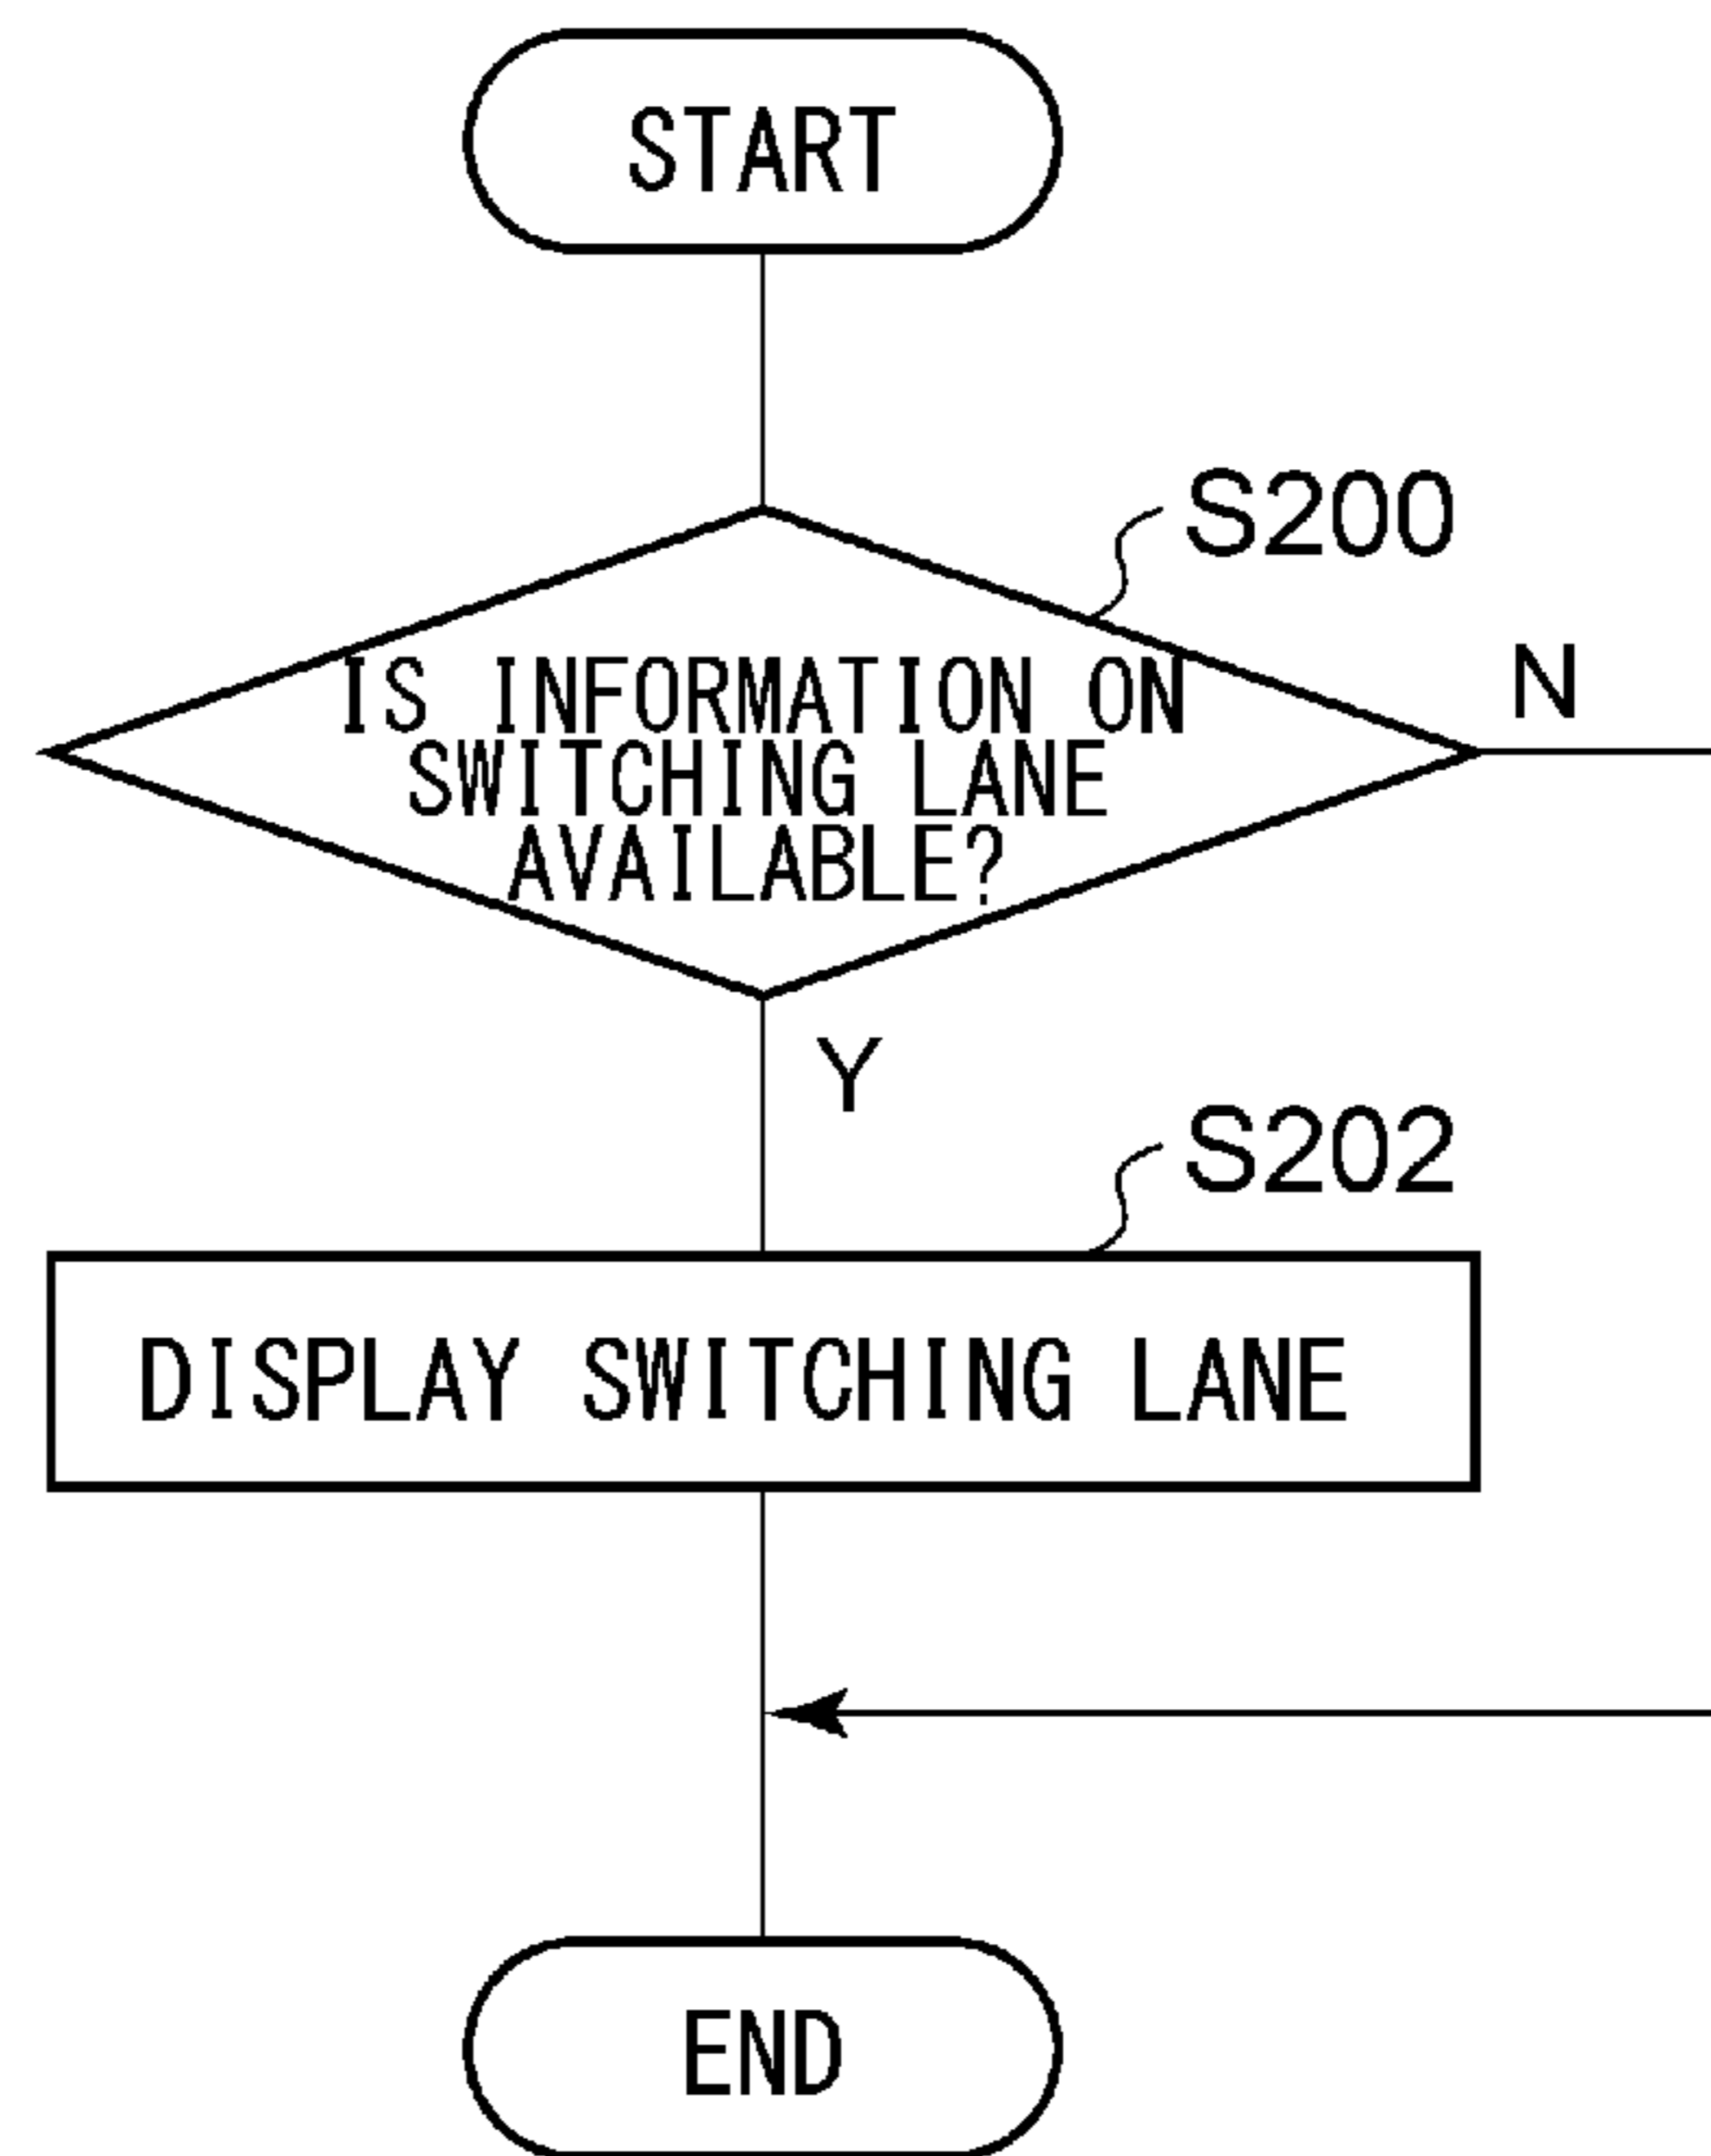 START
S200
IS INFORMATION ON
SWITCHING LANE
AVAILABLE?
N
Y
S202
DISPLAY SWITCHING LANE
END